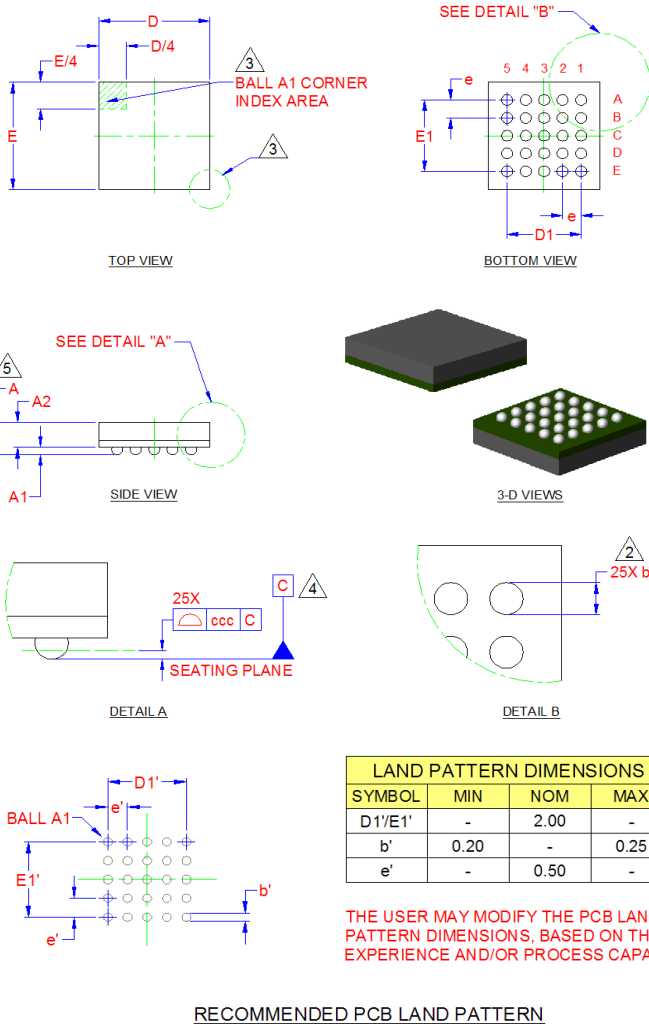 D
D/4
E/4
3
BALL A1 CORNER
INDEX AREA
E
3
TOP VIEW
SEE DETAIL "B"
5 4 3 2 1
e
A
B
C
D
E
E1
e
D1
BOTTOM VIEW
SEE DETAIL "A"
5
A
A2
A1
SIDE VIEW
3-D VIEWS
25X
ccc C
C
4
SEATING PLANE
DETAIL A
2
25X b
DETAIL B
D1'
e'
BALL A1
E1'
e'
b'
LAND PATTERN DIMENSIONS
SYMBOL MIN NOM MAX
D1'/E1' - 2.00 -
b' 0.20 - 0.25
e' - 0.50 -
THE USER MAY MODIFY THE PCB LAN
PATTERN DIMENSIONS, BASED ON TH
EXPERIENCE AND/OR PROCESS CAPA
RECOMMENDED PCB LAND PATTERN